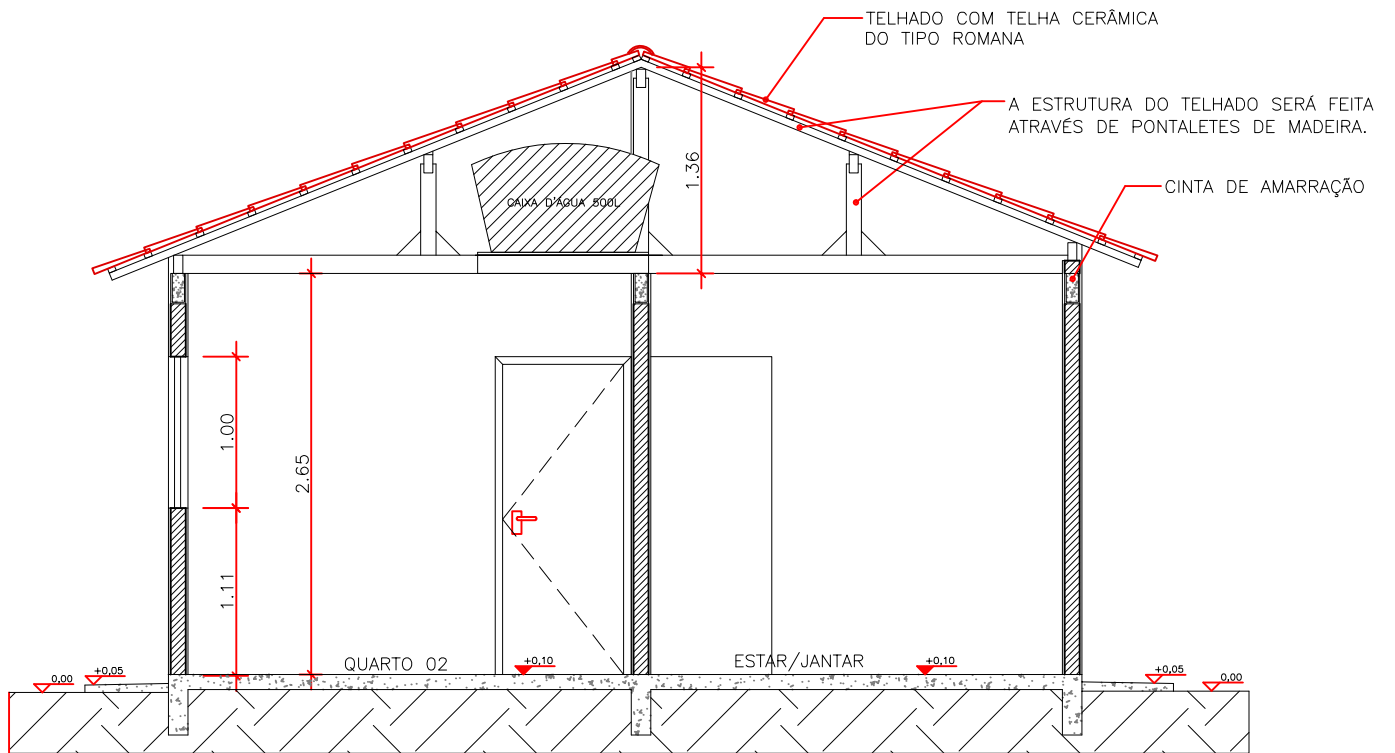 TELHADO COM TELHA CERÂMICA
DO TIPO ROMANA
A ESTRUTURA DO TELHADO SERÁ FEITA
ATRAVÉS DE PONTALETES DE MADEIRA.
1.36
CINTA DE AMARRAÇÃO
CAIXA D'ÁGUA 500L
1.00
2.65
1.11
QUARTO 02
+0,10
ESTAR/JANTAR
+0,10
0,00
+0,05
+0,05
0,00